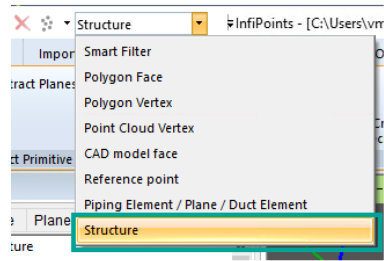 Structure
InfiPoints - [C:\Users\vm
Impor
tract Planes
ct Primitive
Plane
ture
Smart Filter
Polygon Face
Polygon Vertex
Point Cloud Vertex
CAD model face
Reference point
Piping Element / Plane / Duct Element
Structure